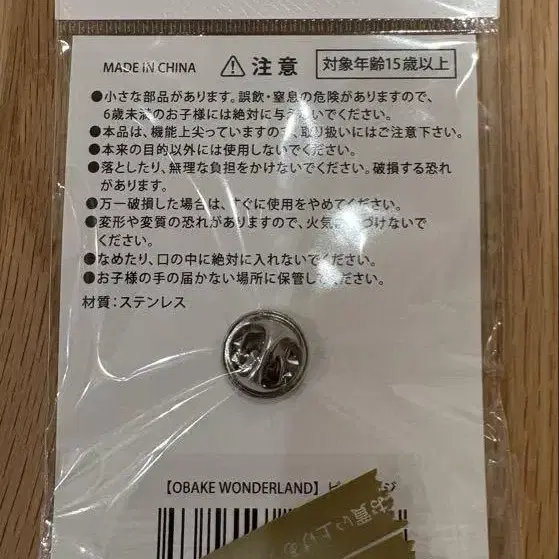 MADE IN CHINA ⚠ 注意 対象年齢15歳以上
●小さな部品があります。誤飲・窒息の危険がありますので、
6歳未満のお子様には絶対に与えないでください。
●本品は、機能上尖っていますので、取り扱いにはご注意下さい。
●本来の目的以外には使用しないでください。
●落としたり、無理な負担をかけないでください。破損する恐れ
があります。
●万一破損した場合は、すぐに使用をやめてください。
●変形や変質の恐れがありますので、火気に近づけないで
ください。
●なめたり、口の中に絶対に入れないでください。
●お子様の手の届かない場所に保管してください。
材質：ステンレス
【OBAKE WONDERLAND】ピ ジ
お買い上げ